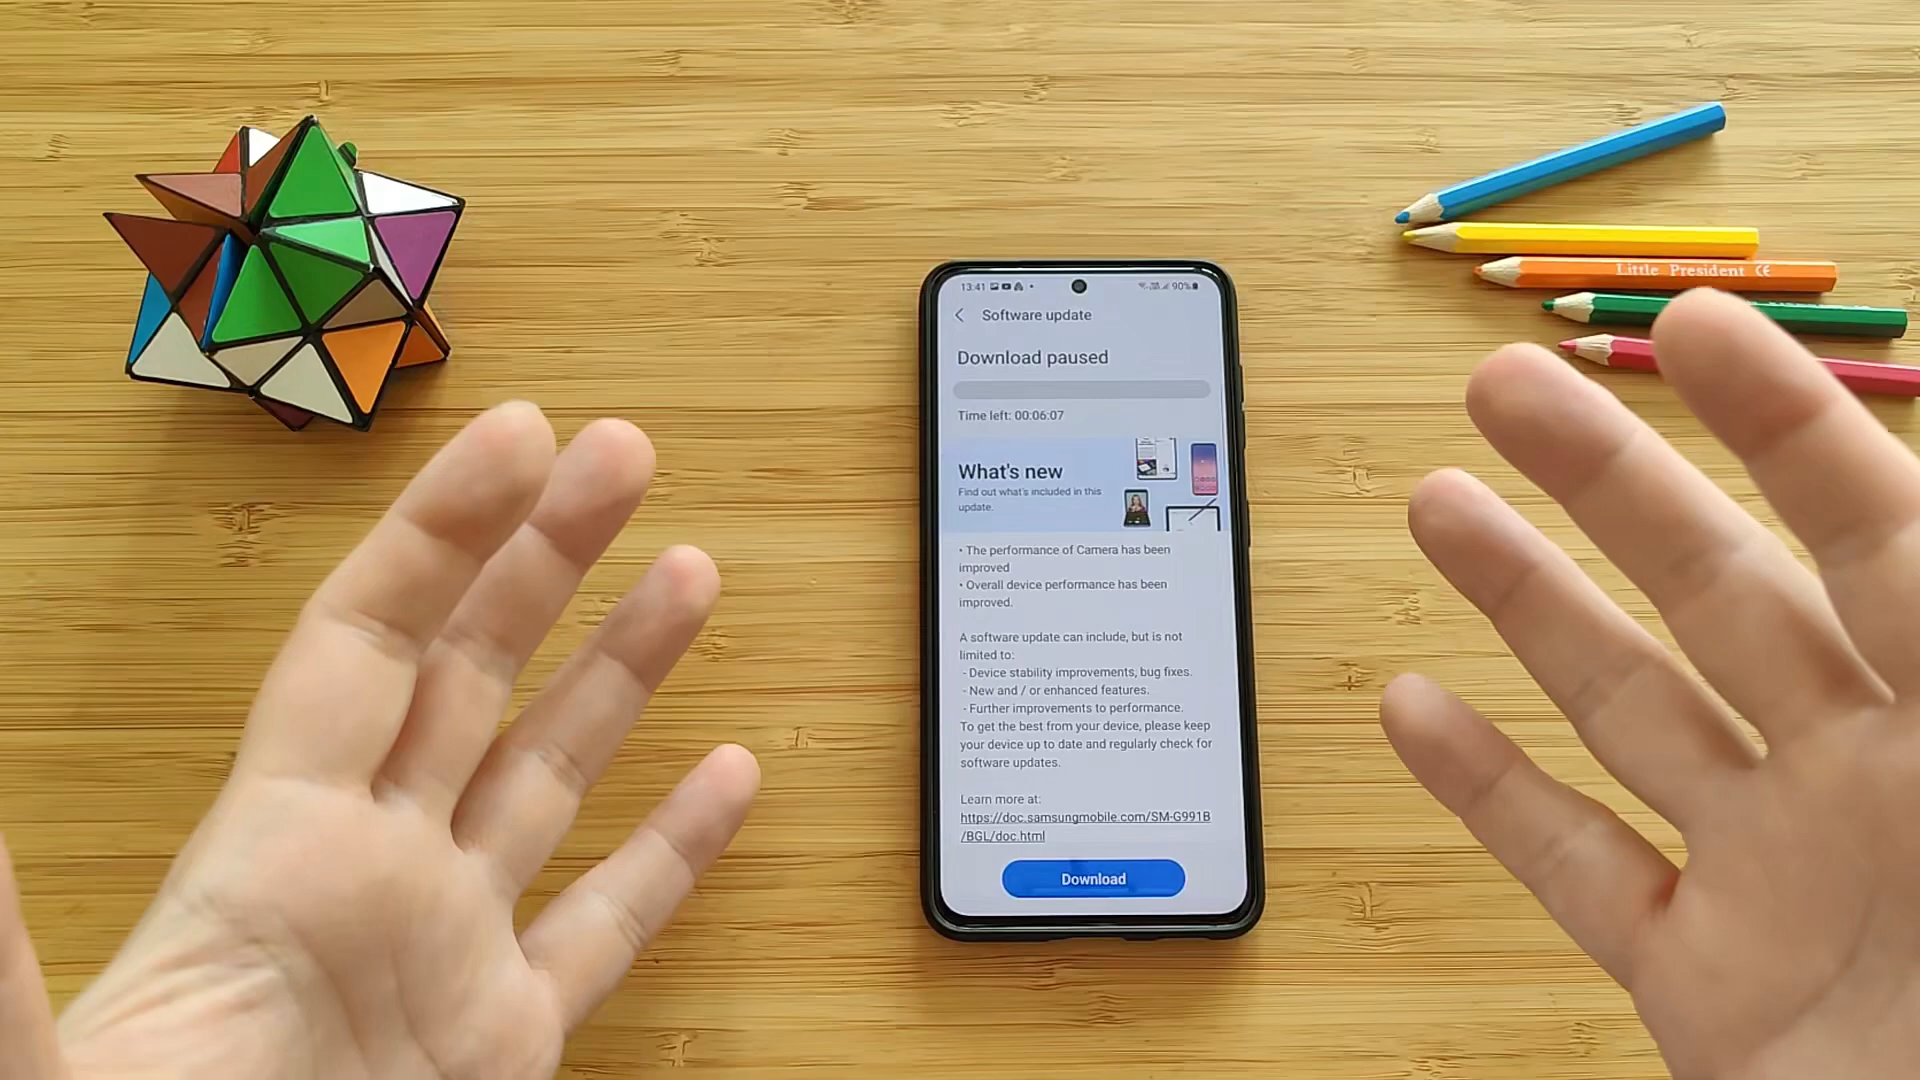 13:41
90%
Software update
Download paused
Time left: 00:06:07
What's new
Find out what's included in this
update.
• The performance of Camera has been
improved
• Overall device performance has been
improved.
A software update can include, but is not
limited to:
- Device stability improvements, bug fixes.
- New and / or enhanced features.
- Further improvements to performance.
To get the best from your device, please keep
your device up to date and regularly check for
software updates.
Learn more at:
https://doc.samsungmobile.com/SM-G991B
/BGL/doc.html
Download
Little President CE